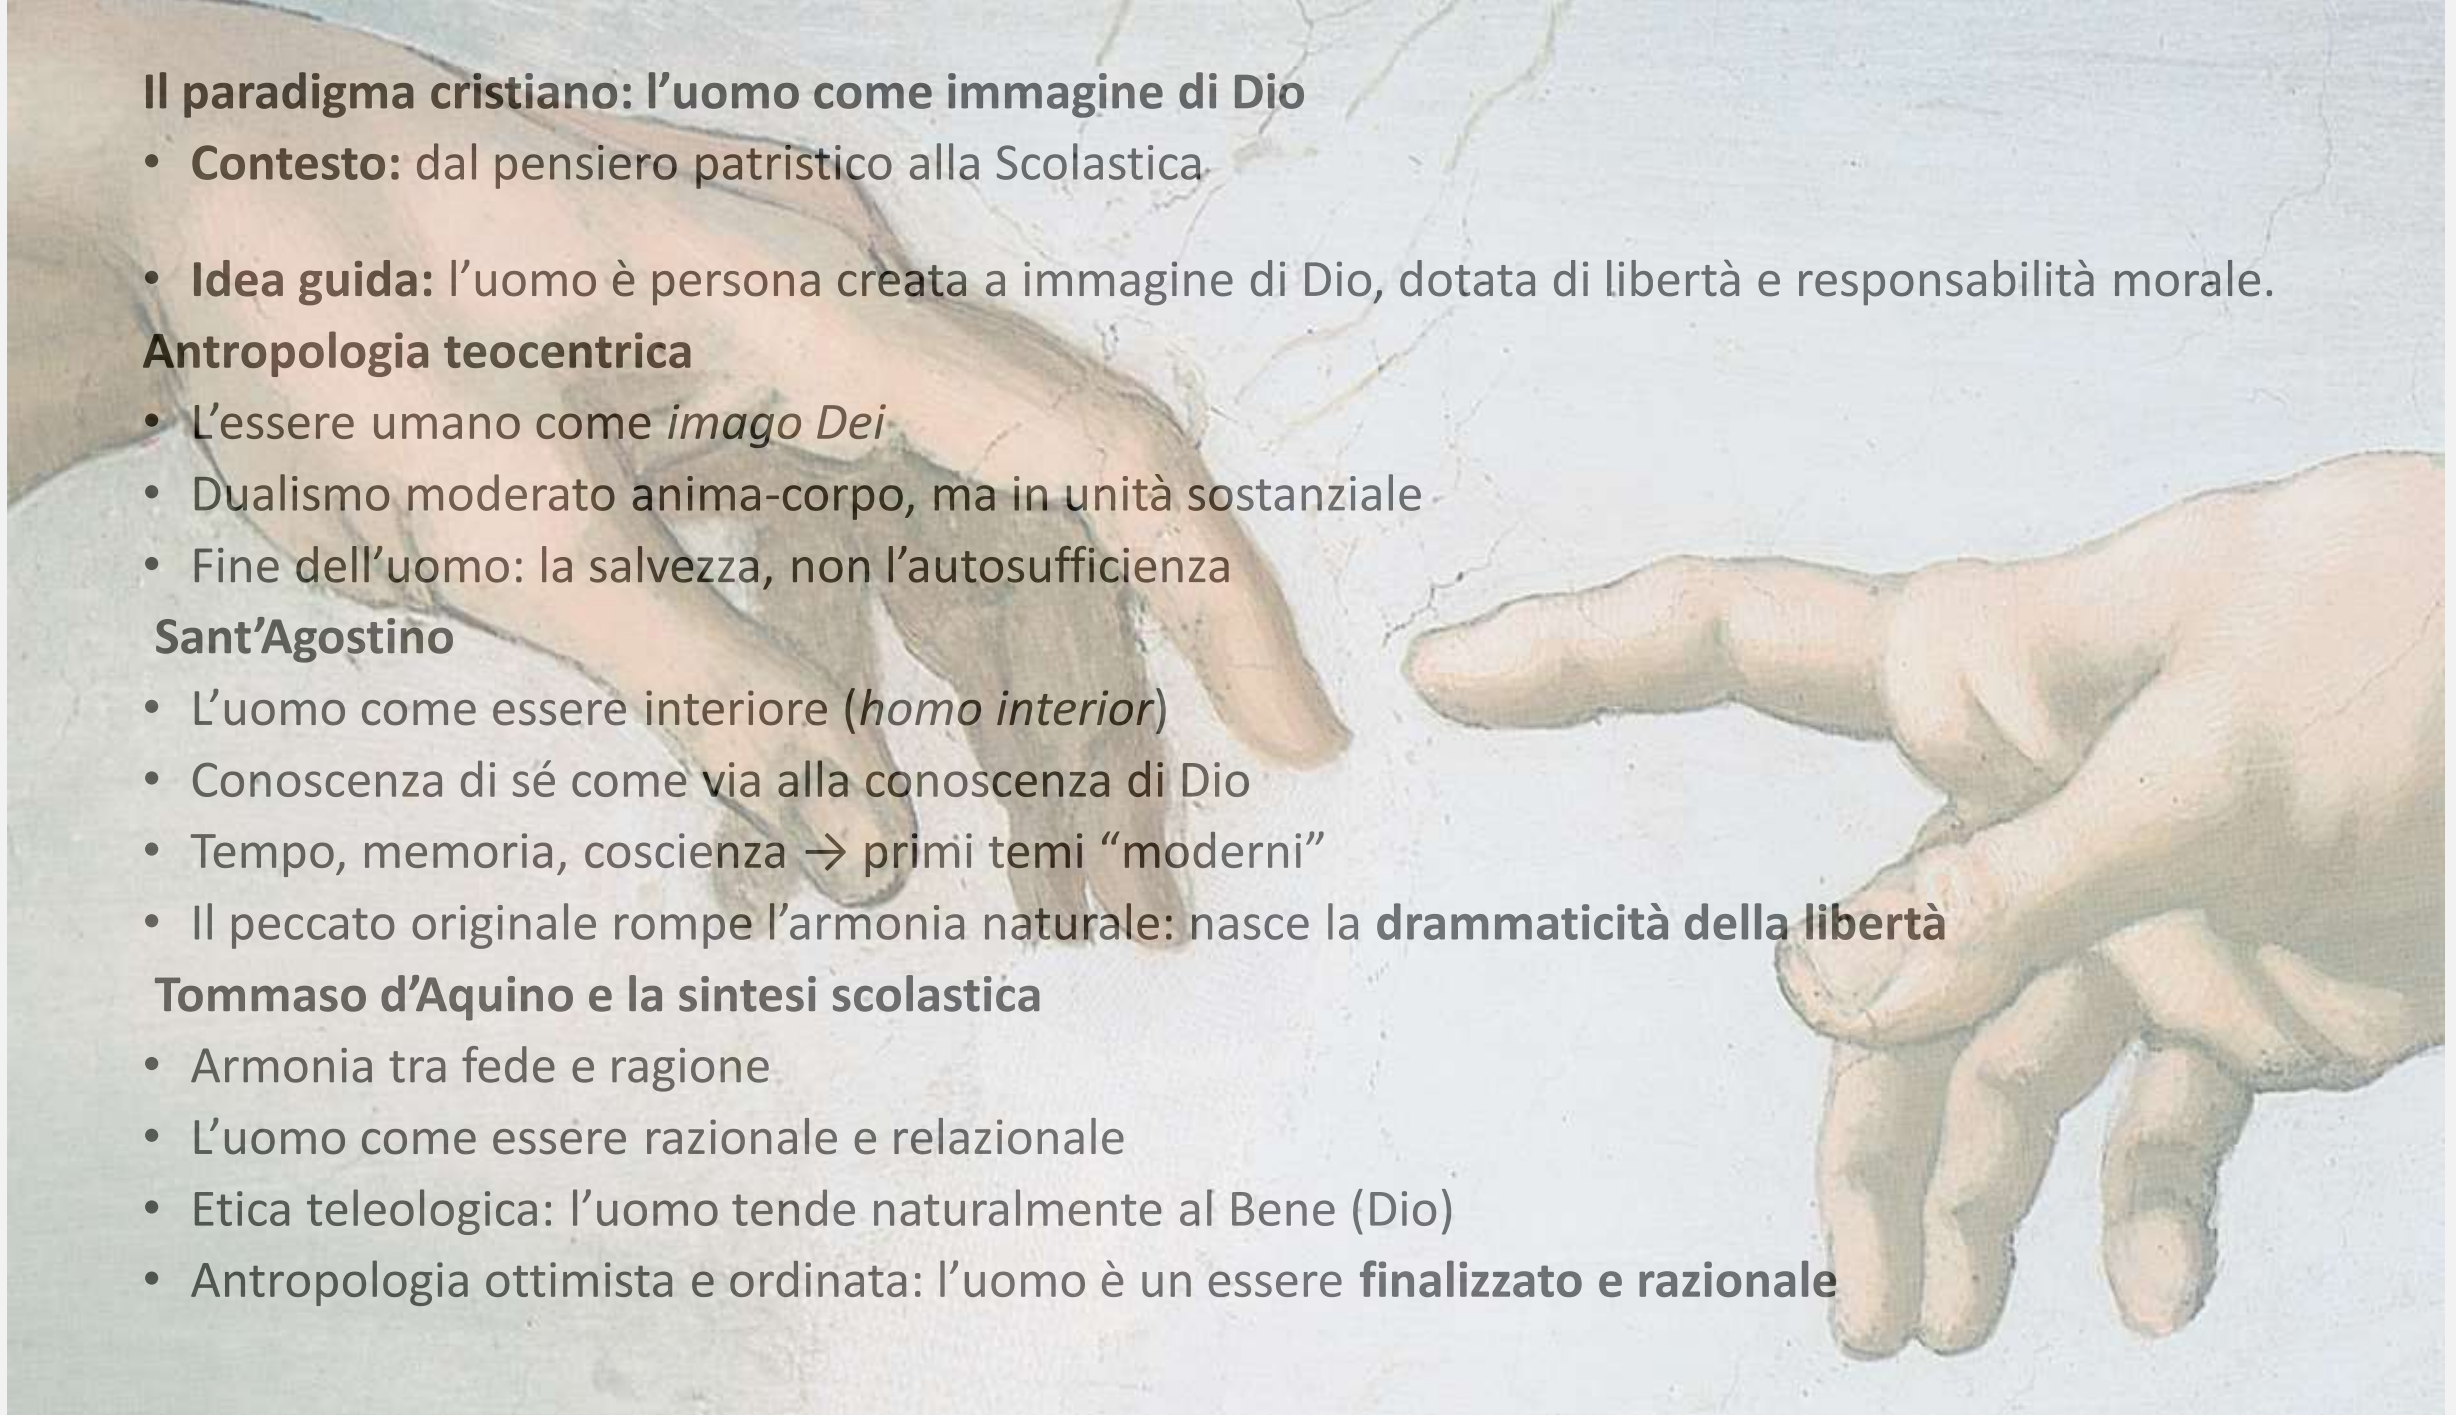 Il paradigma cristiano: l’uomo come immagine di Dio
• Contesto: dal pensiero patristico alla Scolastica
• Idea guida: l’uomo è persona creata a immagine di Dio, dotata di libertà e responsabilità morale.
Antropologia teocentrica
• L’essere umano come imago Dei
• Dualismo moderato anima-corpo, ma in unità sostanziale
• Fine dell’uomo: la salvezza, non l’autosufficienza
Sant’Agostino
• L’uomo come essere interiore (homo interior)
• Conoscenza di sé come via alla conoscenza di Dio
• Tempo, memoria, coscienza → primi temi “moderni”
• Il peccato originale rompe l’armonia naturale: nasce la drammaticità della libertà
Tommaso d’Aquino e la sintesi scolastica
• Armonia tra fede e ragione
• L’uomo come essere razionale e relazionale
• Etica teleologica: l’uomo tende naturalmente al Bene (Dio)
• Antropologia ottimista e ordinata: l’uomo è un essere finalizzato e razionale